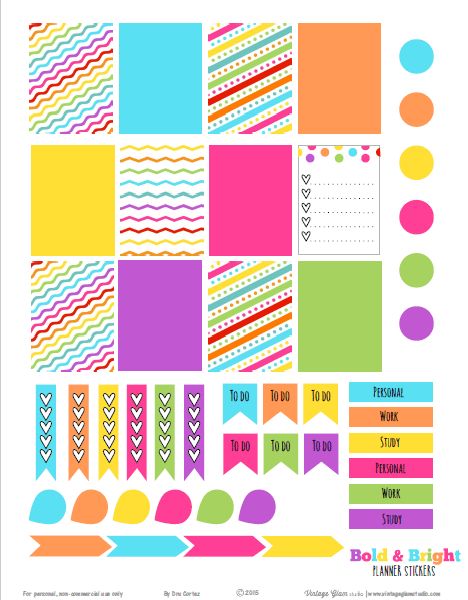 To do
To do
To do
To do
To do
To do
Personal
Work
Study
Personal
Work
Study
Bold & Bright
PLANNER STICKERS
For personal, non-commercial use only
By Dru Cortez
© 2015
Vintage Glam studio | www.vintageglamstudio.com